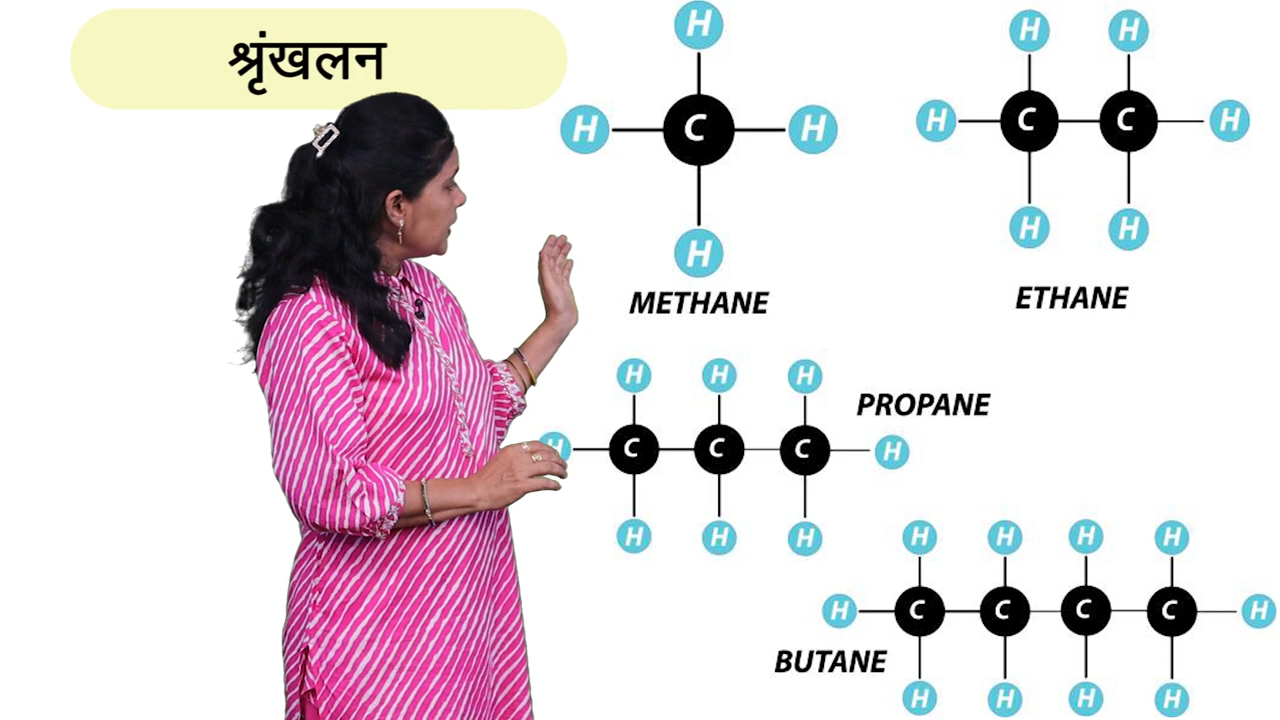 श्रृंखलन
H
H C H
H
METHANE
H H
H C C H
H H
ETHANE
H H H
H C C C H
H H H
PROPANE
H H H H
H C C C C H
H H H H
BUTANE